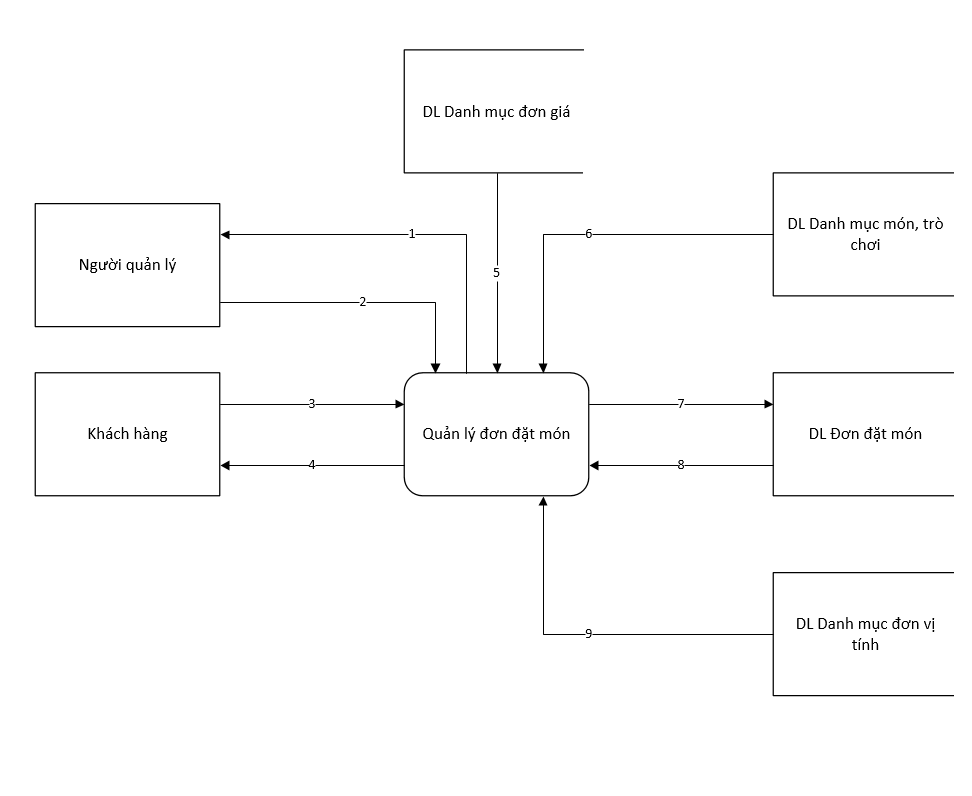 DL Danh mục đơn giá
DL Danh mục món, trò
chơi
1
6
Người quản lý
5
2
3
Khách hàng
Quản lý đơn đặt món
7
DL Đơn đặt món
4
8
DL Danh mục đơn vị
tính
9